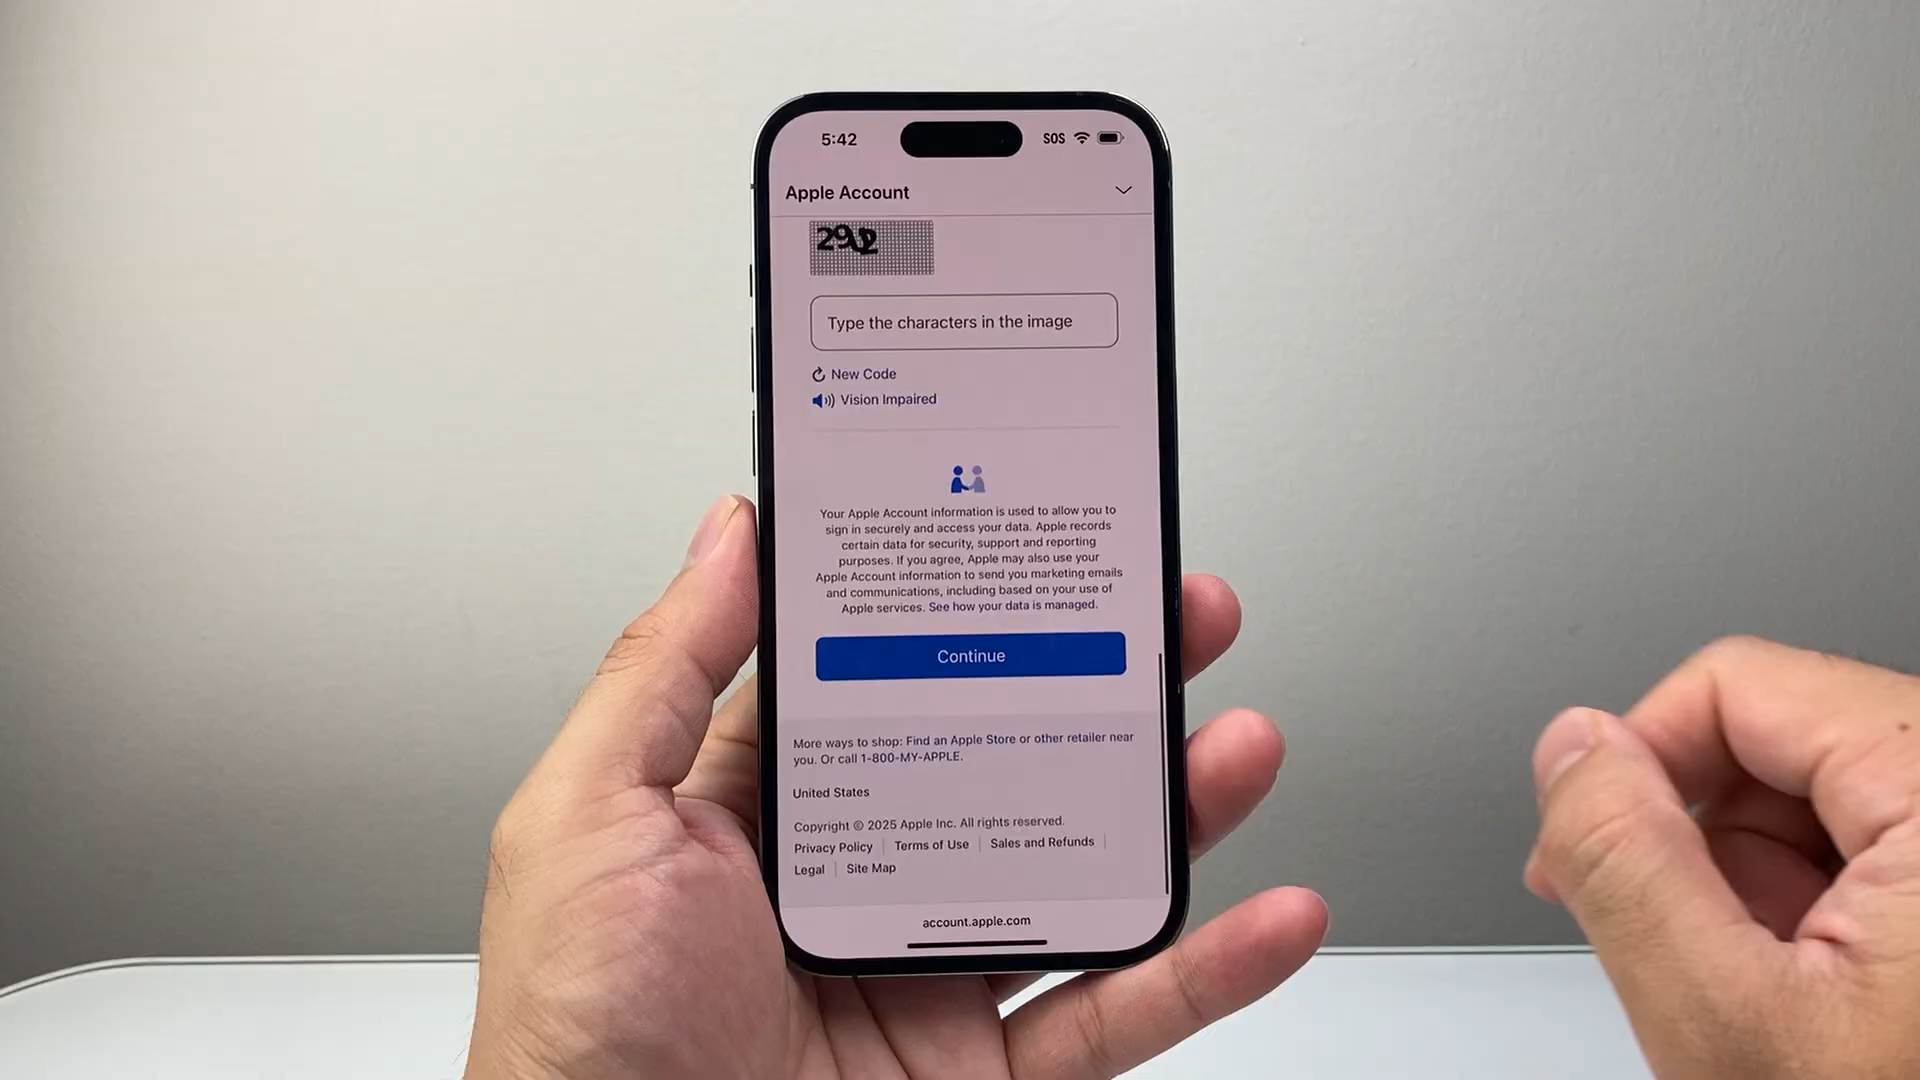 5:42
SOS
Apple Account
Type the characters in the image
New Code
Vision Impaired
Your Apple Account information is used to allow you to
sign in securely and access your data. Apple records
certain data for security, support and reporting
purposes. If you agree, Apple may also use your
Apple Account information to send you marketing emails
and communications, including based on your use of
Apple services. See how your data is managed.
Continue
More ways to shop: Find an Apple Store or other retailer near
you. Or call 1-800-MY-APPLE.
United States
Copyright © 2025 Apple Inc. All rights reserved.
Privacy Policy | Terms of Use | Sales and Refunds |
Legal | Site Map
account.apple.com